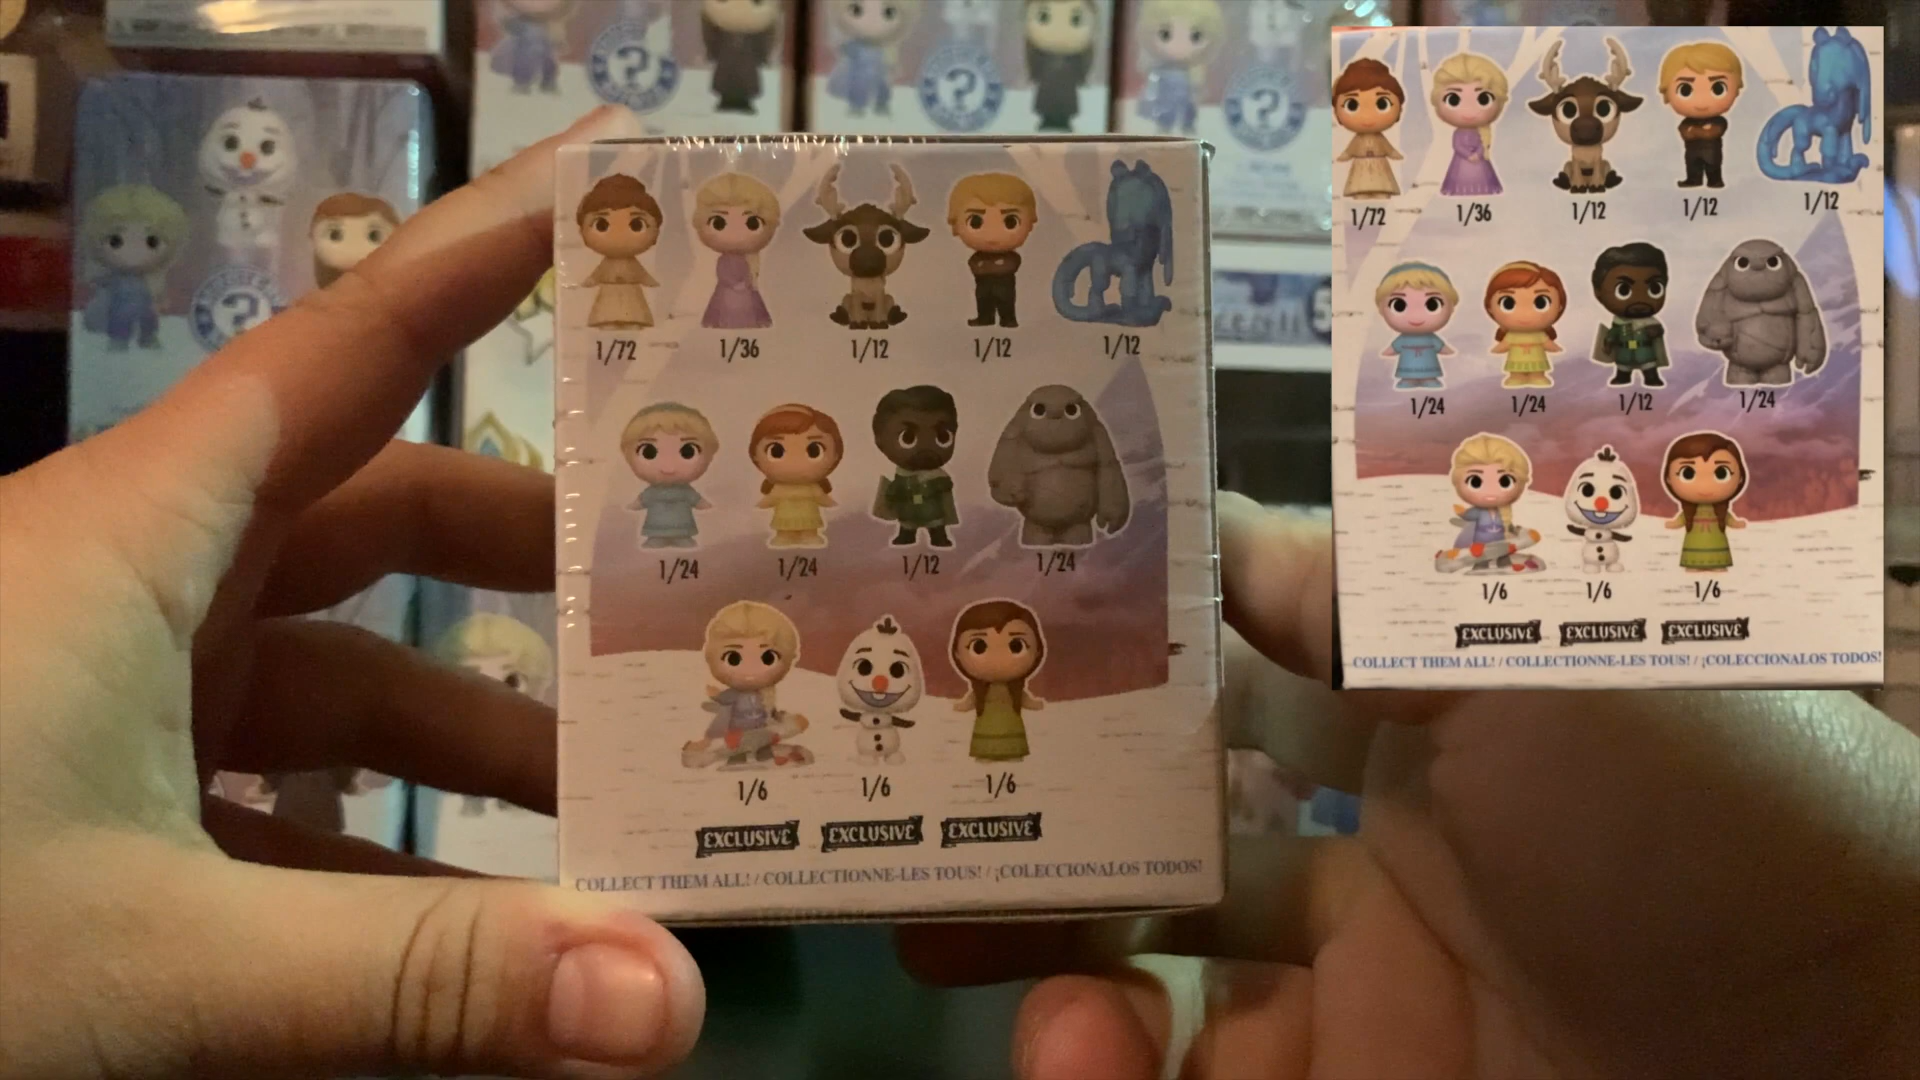 1/72 1/36 1/12 1/12 1/12
1/24 1/24 1/12 1/24
1/6 1/6 1/6
EXCLUSIVE EXCLUSIVE EXCLUSIVE
COLLECT THEM ALL! / COLLECTIONNE-LES TOUS! / ¡COLECCIONALOS TODOS!
1/72 1/36 1/12 1/12 1/12
1/24 1/24 1/12 1/24
1/6 1/6 1/6
EXCLUSIVE EXCLUSIVE EXCLUSIVE
COLLECT THEM ALL! / COLLECTIONNE-LES TOUS! / ¡COLECCIONALOS TODOS!